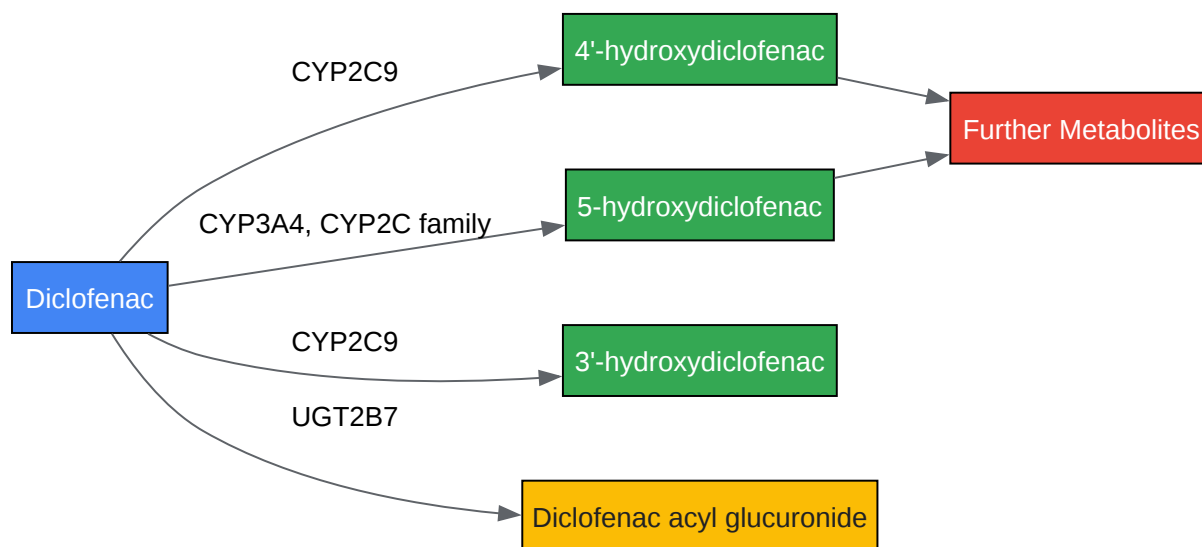 4'-hydroxydiclofenac
CYP2C9
Further Metabolites
5-hydroxydiclofenac
CYP3A4, CYP2C family
Diclofenac
CYP2C9
3'-hydroxydiclofenac
UGT2B7
Diclofenac acyl glucuronide